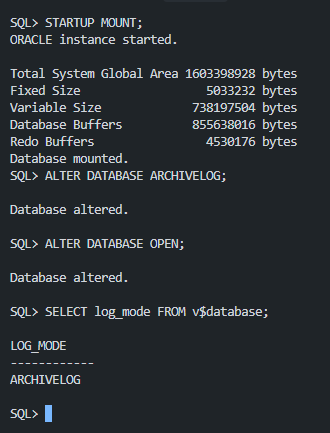 SQL> STARTUP MOUNT;
ORACLE instance started.
Total System Global Area 1603398928 bytes
Fixed Size                  5033232 bytes
Variable Size             738197504 bytes
Database Buffers          855638016 bytes
Redo Buffers                4530176 bytes
Database mounted.
SQL> ALTER DATABASE ARCHIVELOG;
Database altered.
SQL> ALTER DATABASE OPEN;
Database altered.
SQL> SELECT log_mode FROM v$database;
LOG_MODE
------------
ARCHIVELOG
SQL>